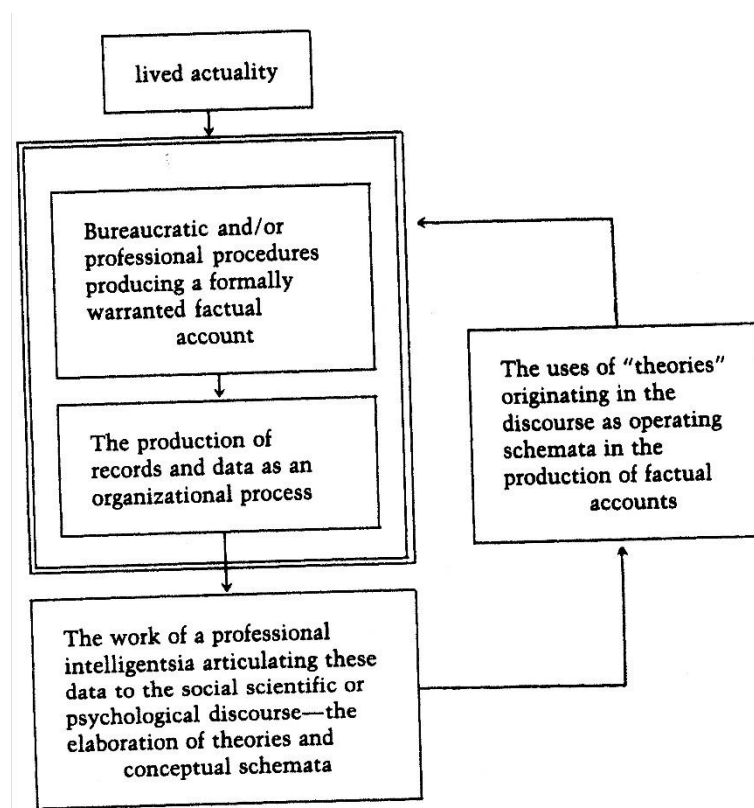 lived actuality
Bureaucratic and/or
professional procedures
producing a formally
warranted factual
account
The production of
records and data as an
organizational process
The uses of "theories"
originating in the
discourse as operating
schemata in the
production of factual
accounts
The work of a professional
intelligentsia articulating these
data to the social scientific or
psychological discourse—the
elaboration of theories and
conceptual schemata